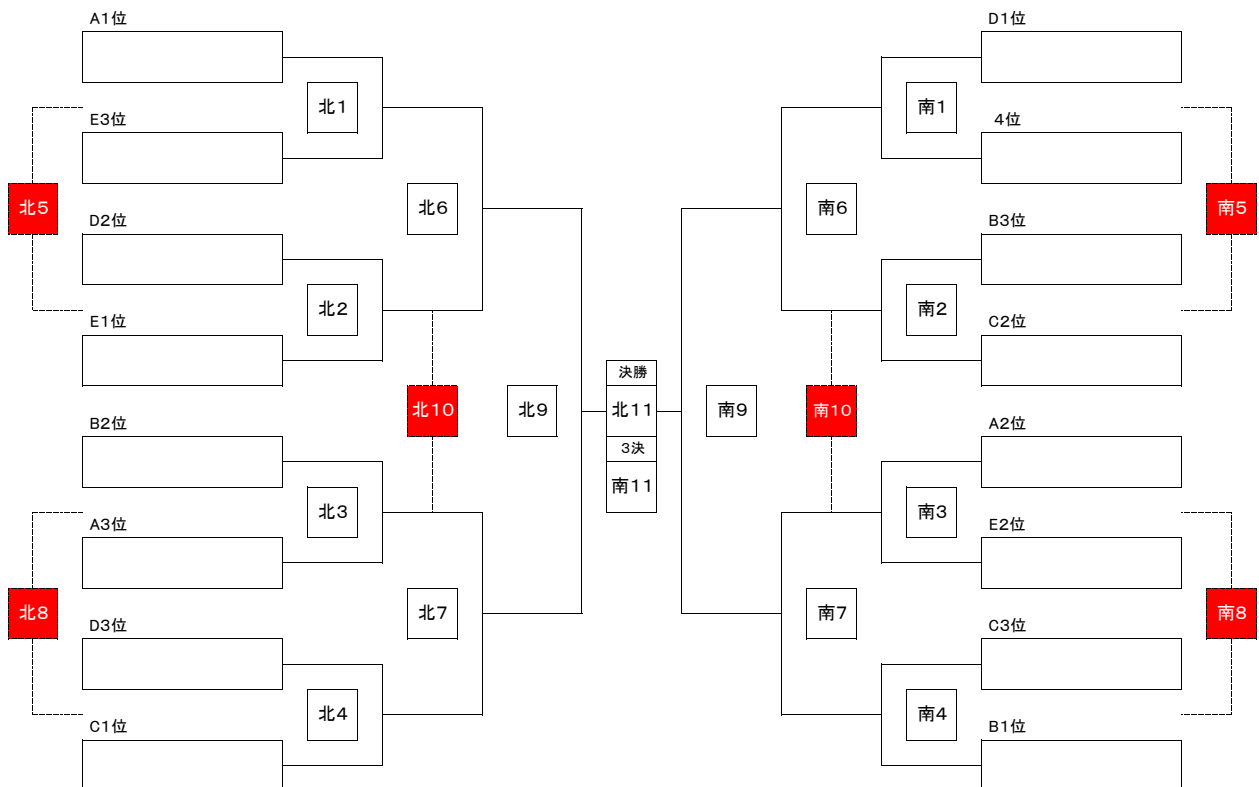 A1位
D1位
北1
南1
E3位
4位
北5
北6
南6
南5
D2位
B3位
北2
南2
E1位
C2位
決勝
北10
北9
北11
南9
南10
B2位
A2位
3決
南11
北3
南3
A3位
E2位
北8
北7
南7
南8
D3位
C3位
北4
南4
C1位
B1位